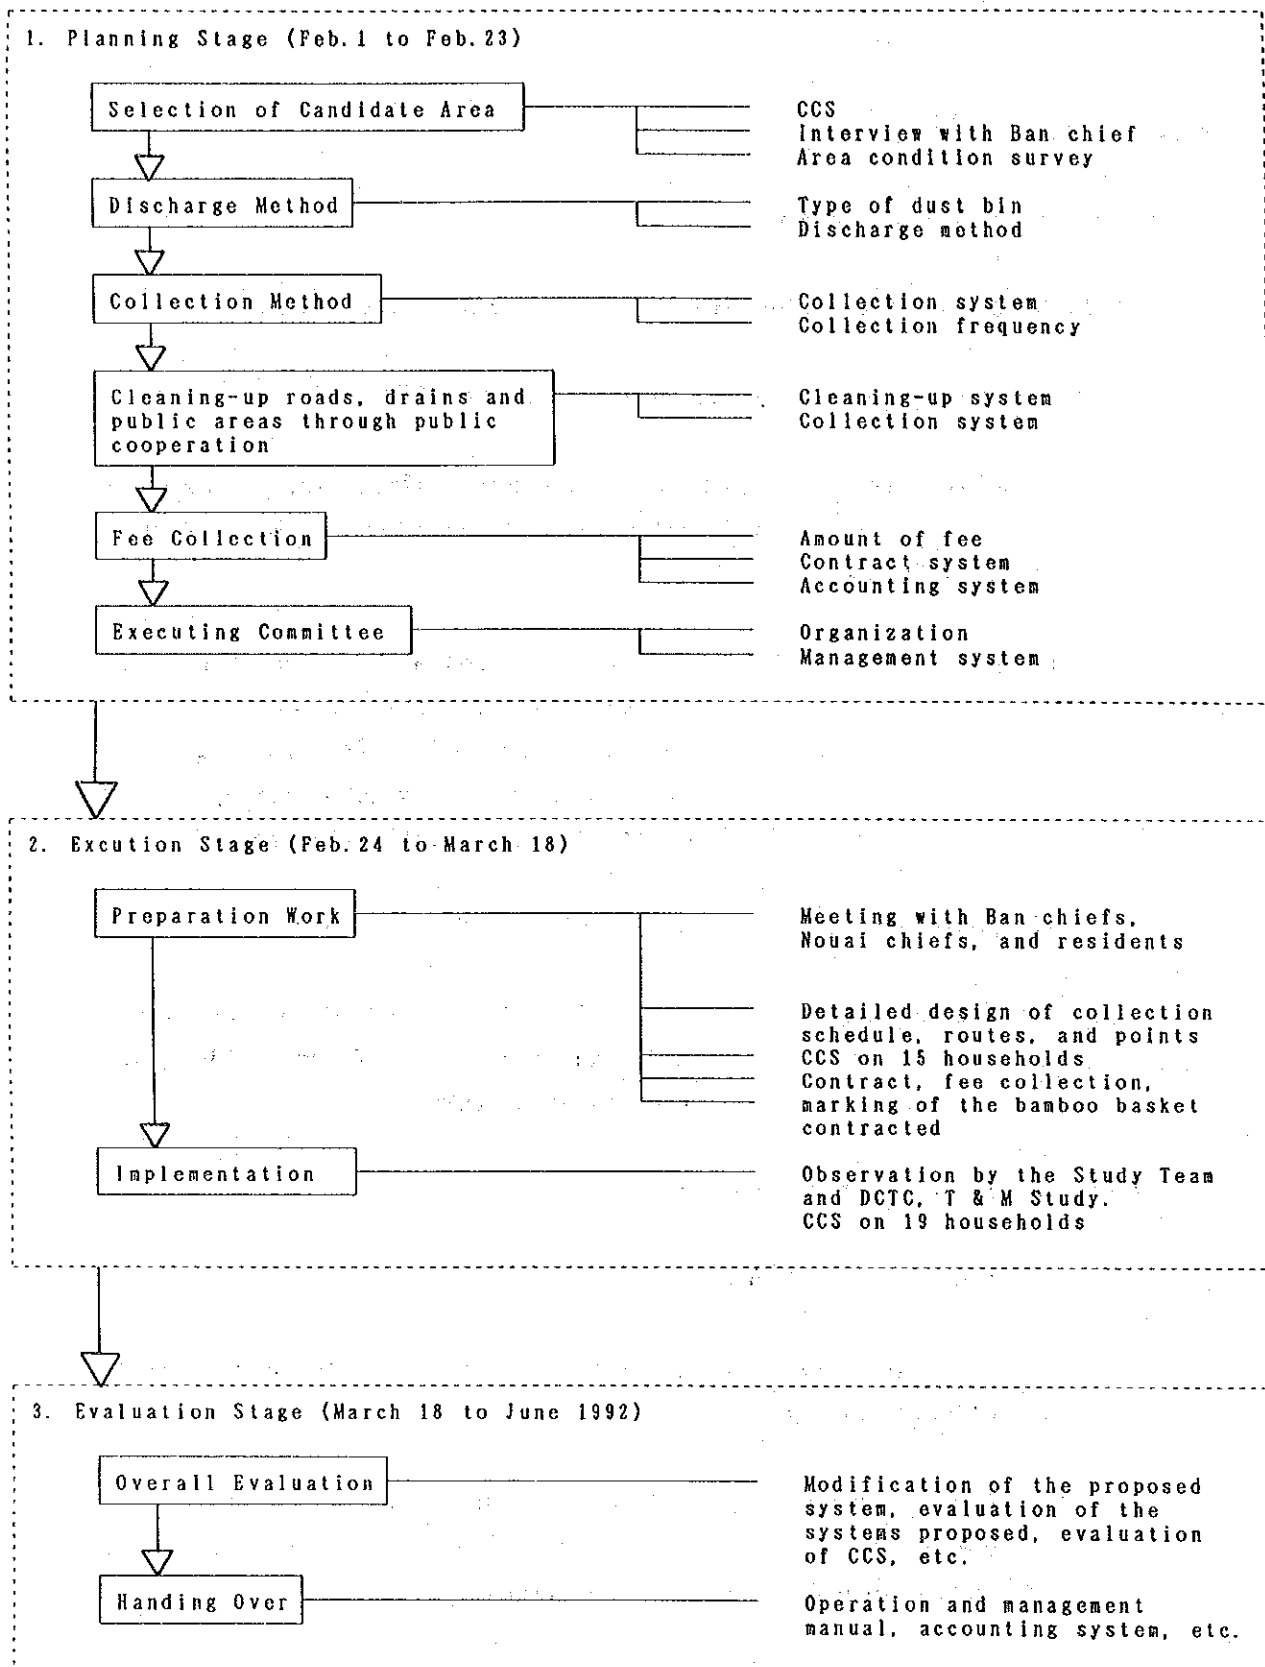 1. Planning Stage (Feb.1 to Feb.23)
Selection of Candidate Area
CCS
Interview with Ban chief
Area condition survey
Discharge Method
Type of dust bin
Discharge method
Collection Method
Collection system
Collection frequency
Cleaning-up roads, drains and
public areas through public
cooperation
Cleaning-up system
Collection system
Fee Collection
Amount of fee
Contract system
Accounting system
Executing Committee
Organization
Management system
2. Excution Stage (Feb.24 to March 18)
Preparation Work
Meeting with Ban chiefs,
Nouai chiefs, and residents
Detailed design of collection
schedule, routes, and points
CCS on 15 households
Contract, fee collection,
marking of the bamboo basket
contracted
Implementation
Observation by the Study Team
and DCTC, T & M Study.
CCS on 19 households
3. Evaluation Stage (March 18 to June 1992)
Overall Evaluation
Modification of the proposed
system, evaluation of the
systems proposed, evaluation
of CCS, etc.
Handing Over
Operation and management
manual, accounting system, etc.